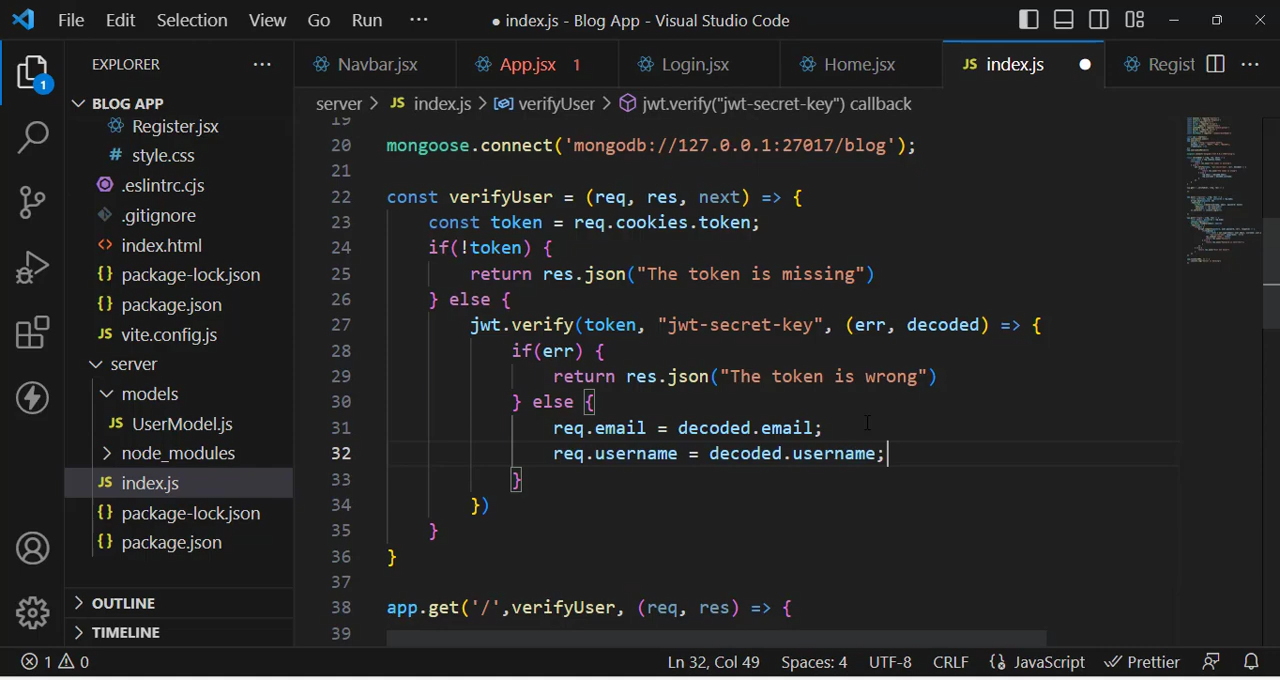 File Edit Selection View Go Run ··· ● index.js - Blog App - Visual Studio Code
EXPLORER ···
Navbar.jsx App.jsx 1 Login.jsx Home.jsx JS index.js ● Regist ···
1
BLOG APP
server > JS index.js > verifyUser > jwt.verify("jwt-secret-key") callback
Register.jsx
style.css
.eslintrc.cjs
.gitignore
index.html
{} package-lock.json
{} package.json
JS vite.config.js
server
models
JS UserModel.js
node_modules
JS index.js
{} package-lock.json
{} package.json
OUTLINE
TIMELINE
19
20 mongoose.connect('mongodb://127.0.0.1:27017/blog');
21
22 const verifyUser = (req, res, next) => {
23 const token = req.cookies.token;
24 if(!token) {
25 return res.json("The token is missing")
26 } else {
27 jwt.verify(token, "jwt-secret-key", (err, decoded) => {
28 if(err) {
29 return res.json("The token is wrong")
30 } else {
31 req.email = decoded.email;
32 req.username = decoded.username;
33 }
34 })
35 }
36 }
37
38 app.get('/',verifyUser, (req, res) => {
39
1 0 Ln 32, Col 49 Spaces: 4 UTF-8 CRLF {} JavaScript Prettier